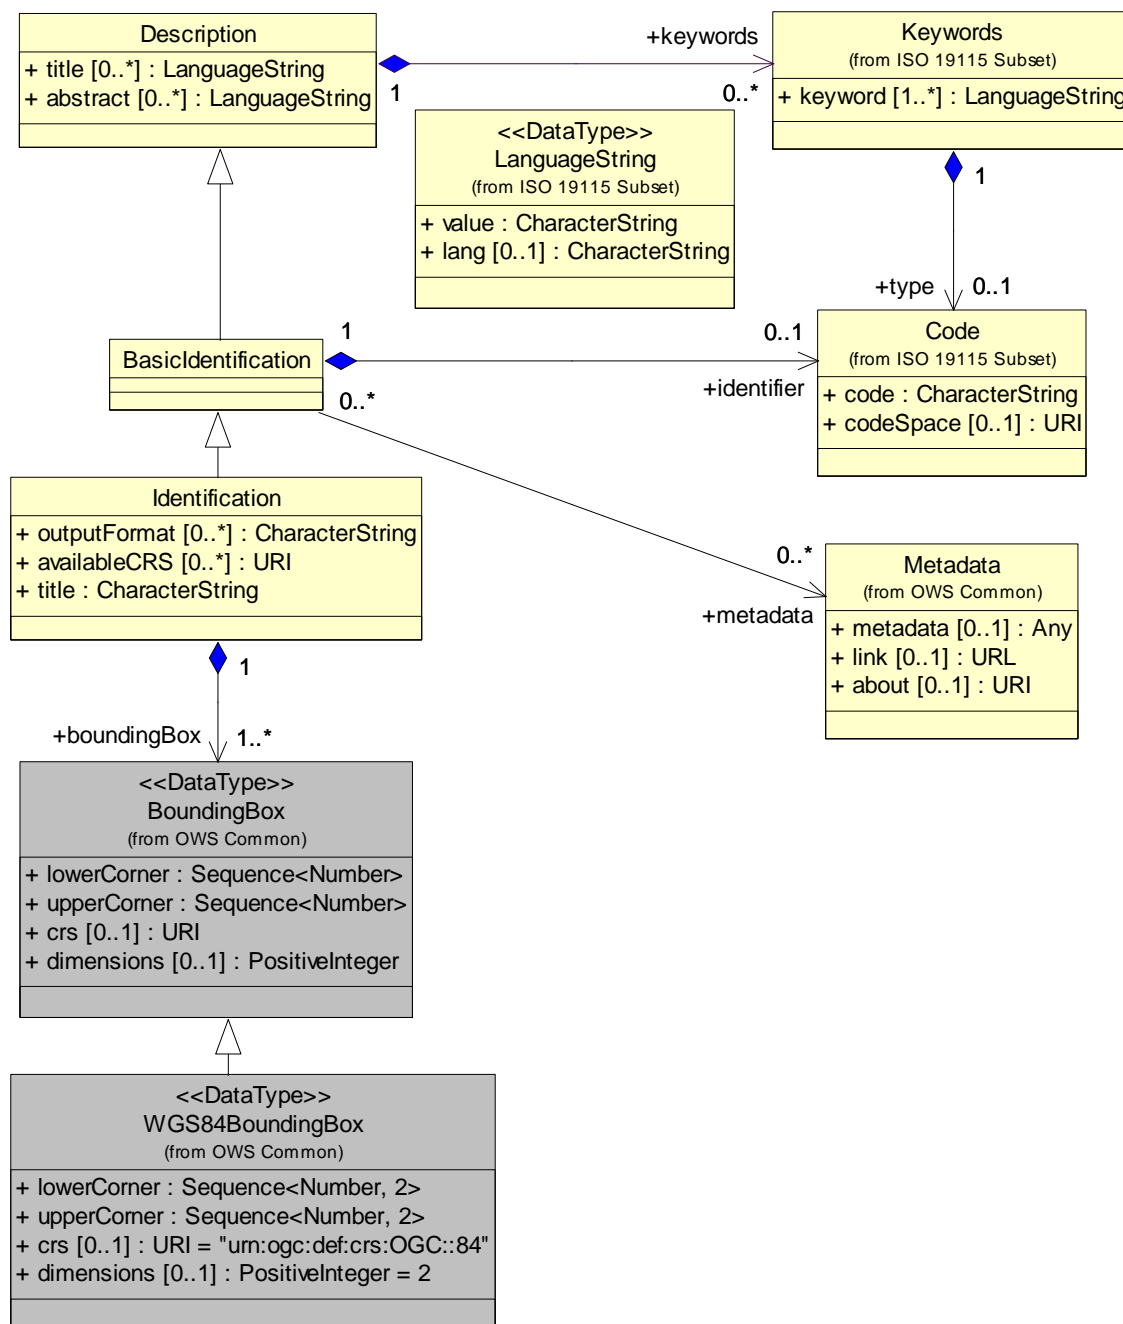 Description
+ title [0..*] : LanguageString
+ abstract [0..*] : LanguageString
1
+keywords
0..*
Keywords
(from ISO 19115 Subset)
+ keyword [1..*] : LanguageString
1
<<DataType>>
LanguageString
(from ISO 19115 Subset)
+ value : CharacterString
+ lang [0..1] : CharacterString
+type
0..1
BasicIdentification
1
0..1
+identifier
0..*
Code
(from ISO 19115 Subset)
+ code : CharacterString
+ codeSpace [0..1] : URI
Identification
+ outputFormat [0..*] : CharacterString
+ availableCRS [0..*] : URI
+ title : CharacterString
1
0..*
+metadata
Metadata
(from OWS Common)
+ metadata [0..1] : Any
+ link [0..1] : URL
+ about [0..1] : URI
+boundingBox
1..*
<<DataType>>
BoundingBox
(from OWS Common)
+ lowerCorner : Sequence<Number>
+ upperCorner : Sequence<Number>
+ crs [0..1] : URI
+ dimensions [0..1] : PositiveInteger
<<DataType>>
WGS84BoundingBox
(from OWS Common)
+ lowerCorner : Sequence<Number, 2>
+ upperCorner : Sequence<Number, 2>
+ crs [0..1] : URI = "urn:ogc:def:crs:OGC::84"
+ dimensions [0..1] : PositiveInteger = 2